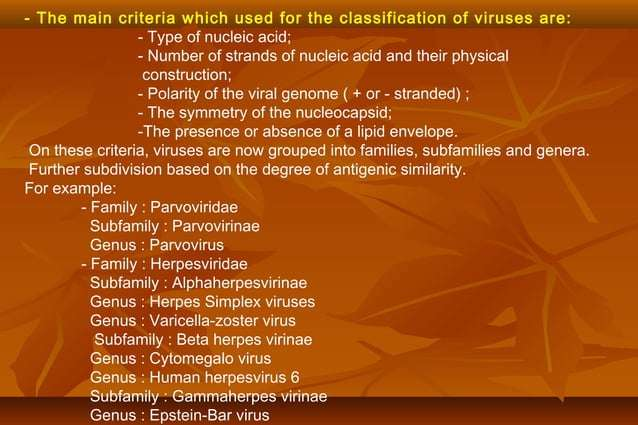 - The main criteria which used for the classification of viruses are:
- Type of nucleic acid;
- Number of strands of nucleic acid and their physical
construction;
- Polarity of the viral genome ( + or - stranded) ;
- The symmetry of the nucleocapsid;
-The presence or absence of a lipid envelope.
On these criteria, viruses are now grouped into families, subfamilies and genera.
Further subdivision based on the degree of antigenic similarity.
For example:
- Family : Parvoviridae
Subfamily : Parvovirinae
Genus : Parvovirus
- Family : Herpesviridae
Subfamily : Alphaherpesvirinae
Genus : Herpes Simplex viruses
Genus : Varicella-zoster virus
Subfamily : Beta herpes virinae
Genus : Cytomegalo virus
Genus : Human herpesvirus 6
Subfamily : Gammaherpes virinae
Genus : Epstein-Bar virus